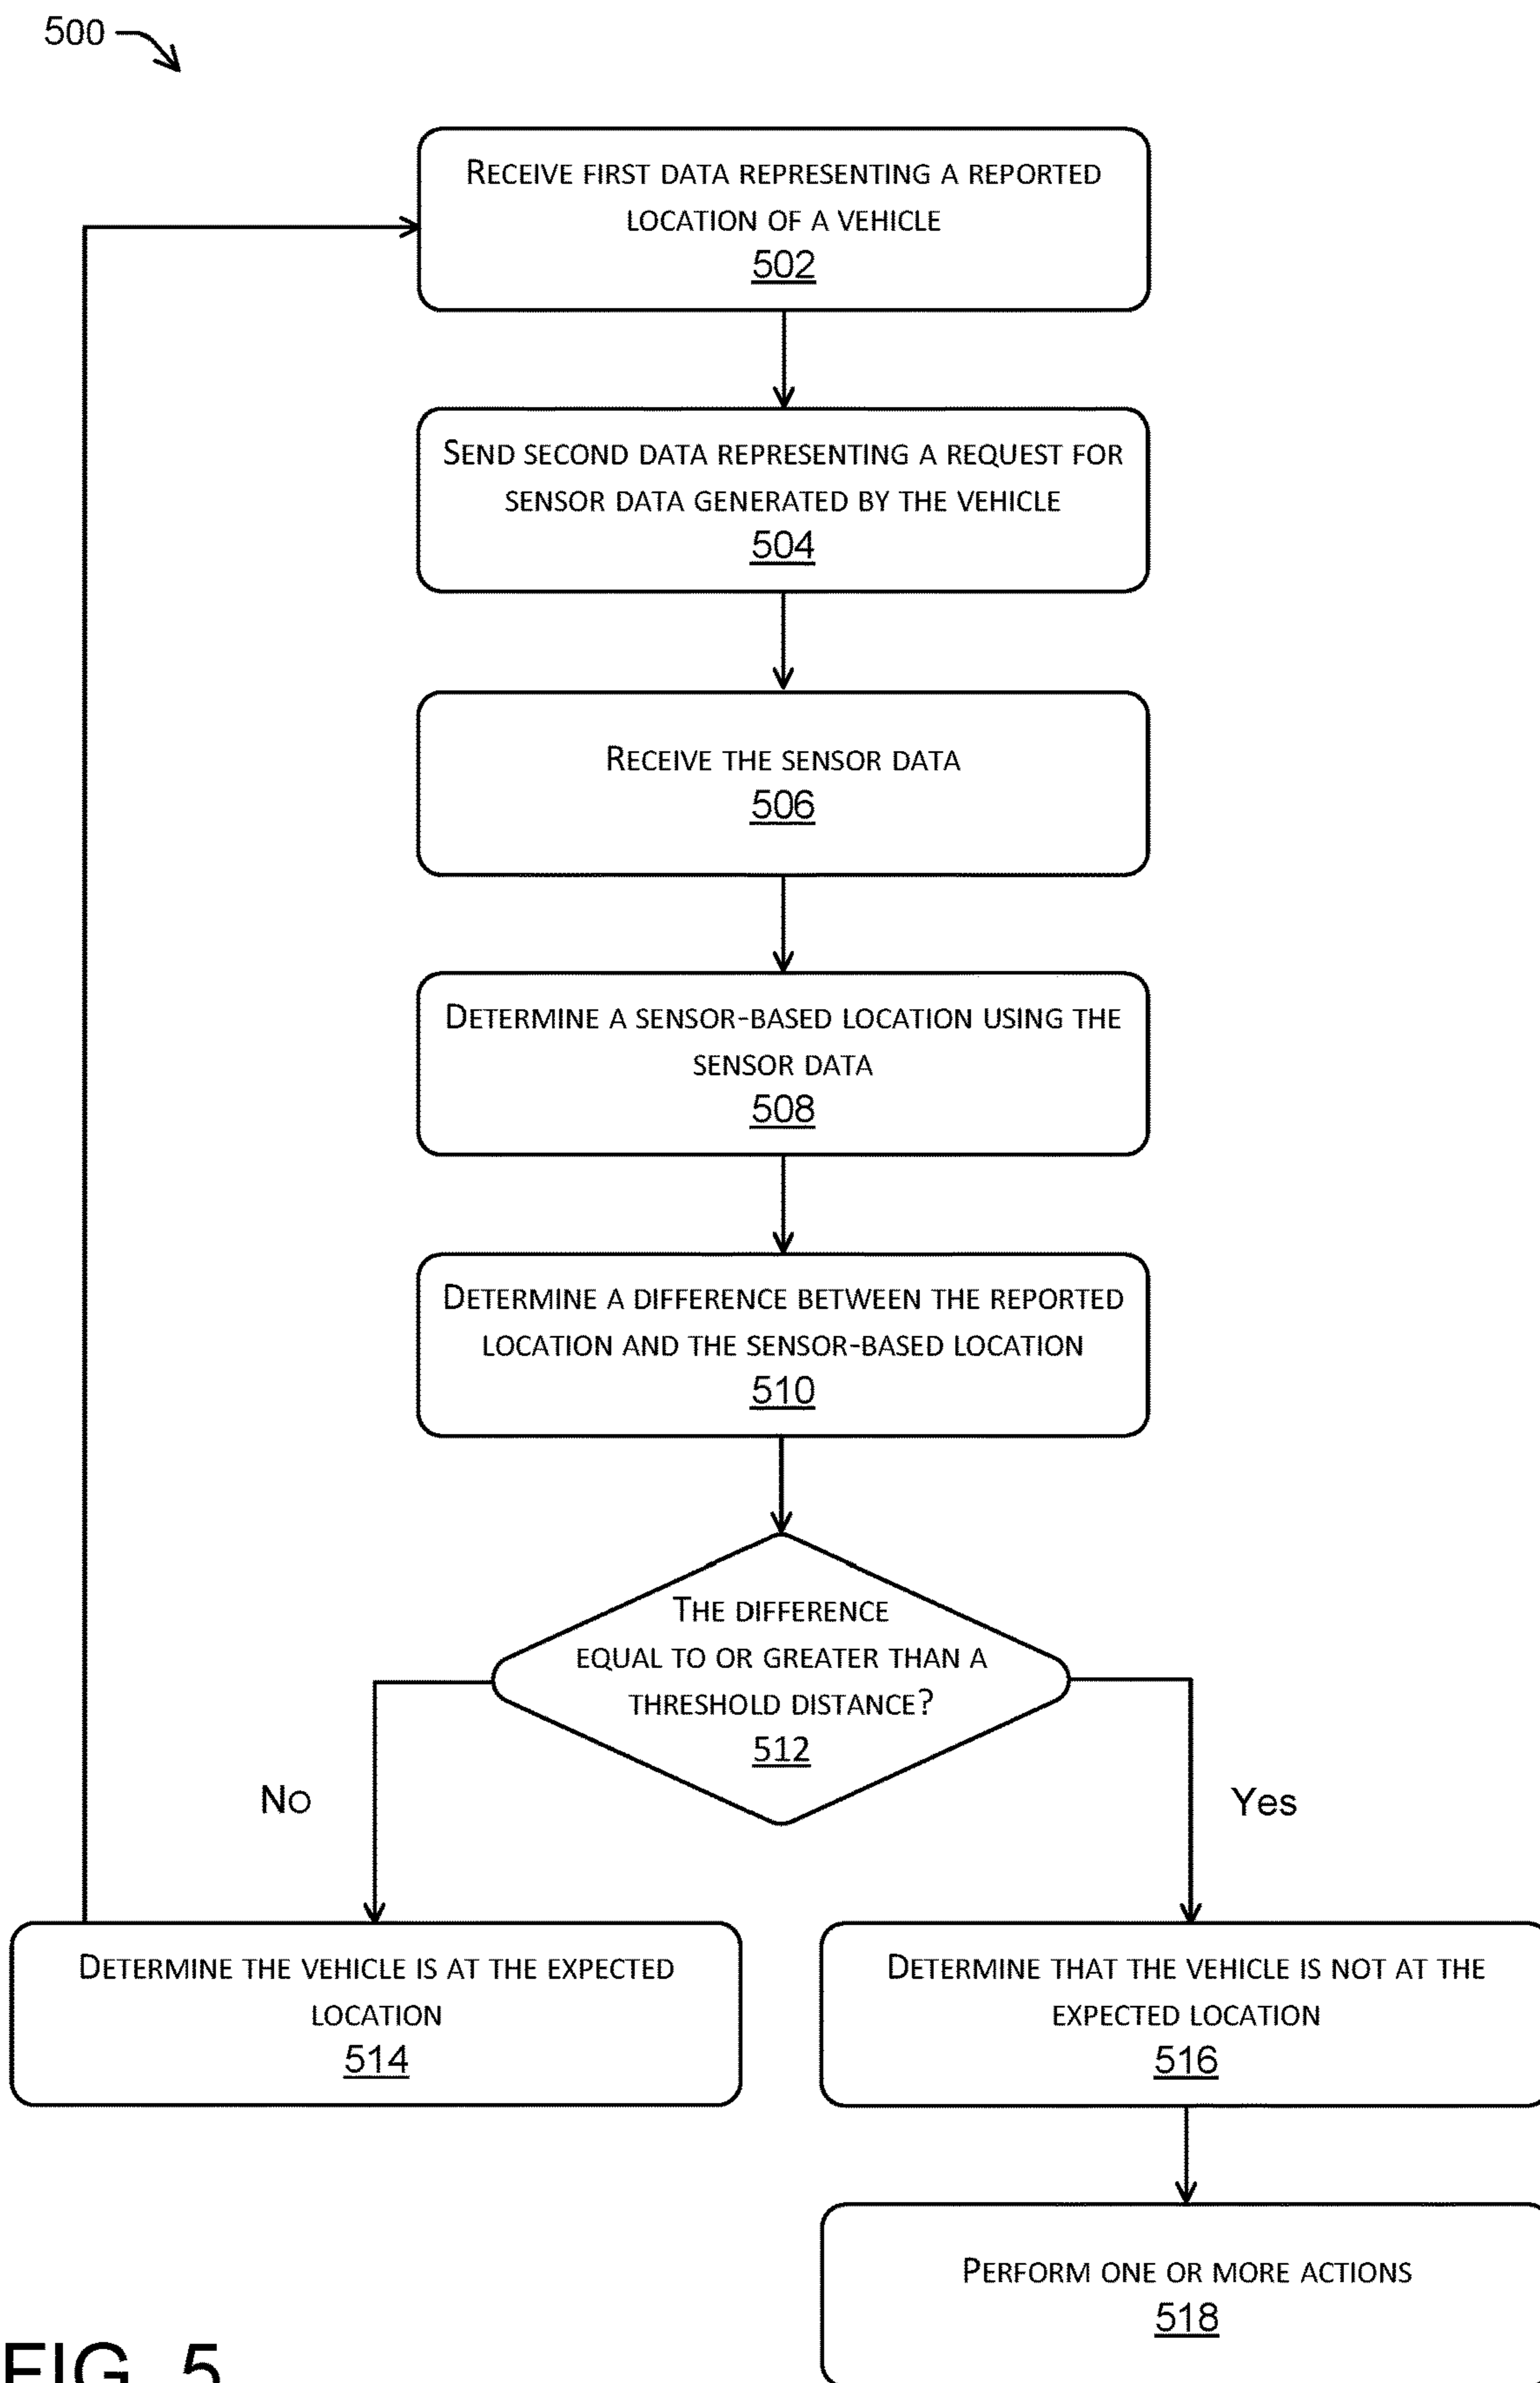 500
RECEIVE FIRST DATA REPRESENTING A REPORTED
LOCATION OF A VEHICLE
502
SEND SECOND DATA REPRESENTING A REQUEST FOR
SENSOR DATA GENERATED BY THE VEHICLE
504
RECEIVE THE SENSOR DATA
506
DETERMINE A SENSOR-BASED LOCATION USING THE
SENSOR DATA
508
DETERMINE A DIFFERENCE BETWEEN THE REPORTED
LOCATION AND THE SENSOR-BASED LOCATION
510
THE DIFFERENCE
EQUAL TO OR GREATER THAN A
THRESHOLD DISTANCE?
512
NO
Yes
DETERMINE THE VEHICLE IS AT THE EXPECTED
LOCATION
514
DETERMINE THAT THE VEHICLE IS NOT AT THE
EXPECTED LOCATION
516
PERFORM ONE OR MORE ACTIONS
518
FIG. 5